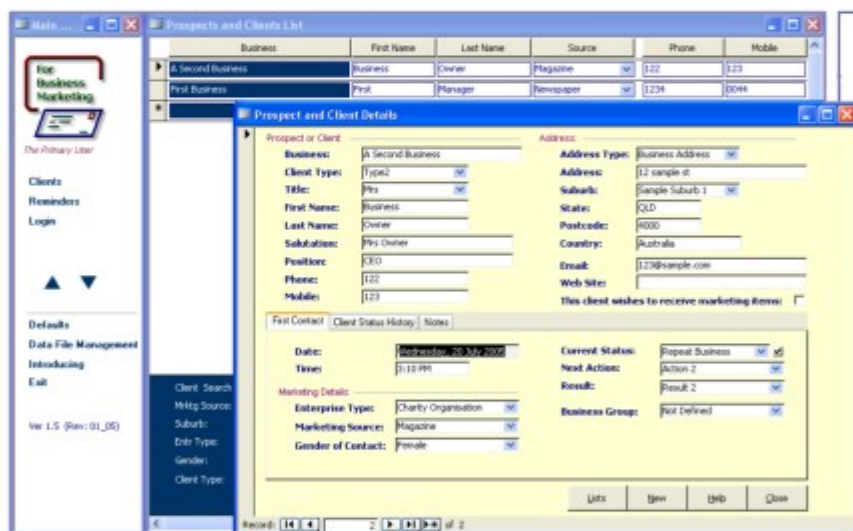 Main ...
For
Business
Marketing
The Primary Liter
Clients
Reminders
Login
Defaults
Data File Management
Introducing
Exit
Ver 1.5 (Rev: 01_05)
Prospects and Clients List
Business First Name Last Name Source Phone Mobile
A Second Business Business Owner Magazine 122 123
First Business First Manager Newspaper 1234 0044
Client Search
Mrktg Source:
Suburb:
Entr Type:
Gender:
Client Type:
Prospect and Client Details
Prospect or Client
Business: A Second Business
Client Type: Type2
Title: Mrs
First Name: Business
Last Name: Owner
Salutation: Mrs Owner
Position: CEO
Phone: 122
Mobile: 123
Address:
Address Type: Business Address
Address: 12 sample st
Suburb: Sample Suburb 1
State: QLD
Postcode: 4000
Country: Australia
Email: 123@sample.com
Web Site:
This client wishes to receive marketing items:
First Contact Client Status History Notes
Date: Wednesday, 20 July 2005
Time: 3:10 PM
Marketing Details:
Enterprise Type: Charity Organisation
Marketing Source: Magazine
Gender of Contact: Female
Current Status: Repeat Business
Next Action: Action 2
Result: Result 2
Business Group: Not Defined
Lists New Help Close
Record: 2 of 2